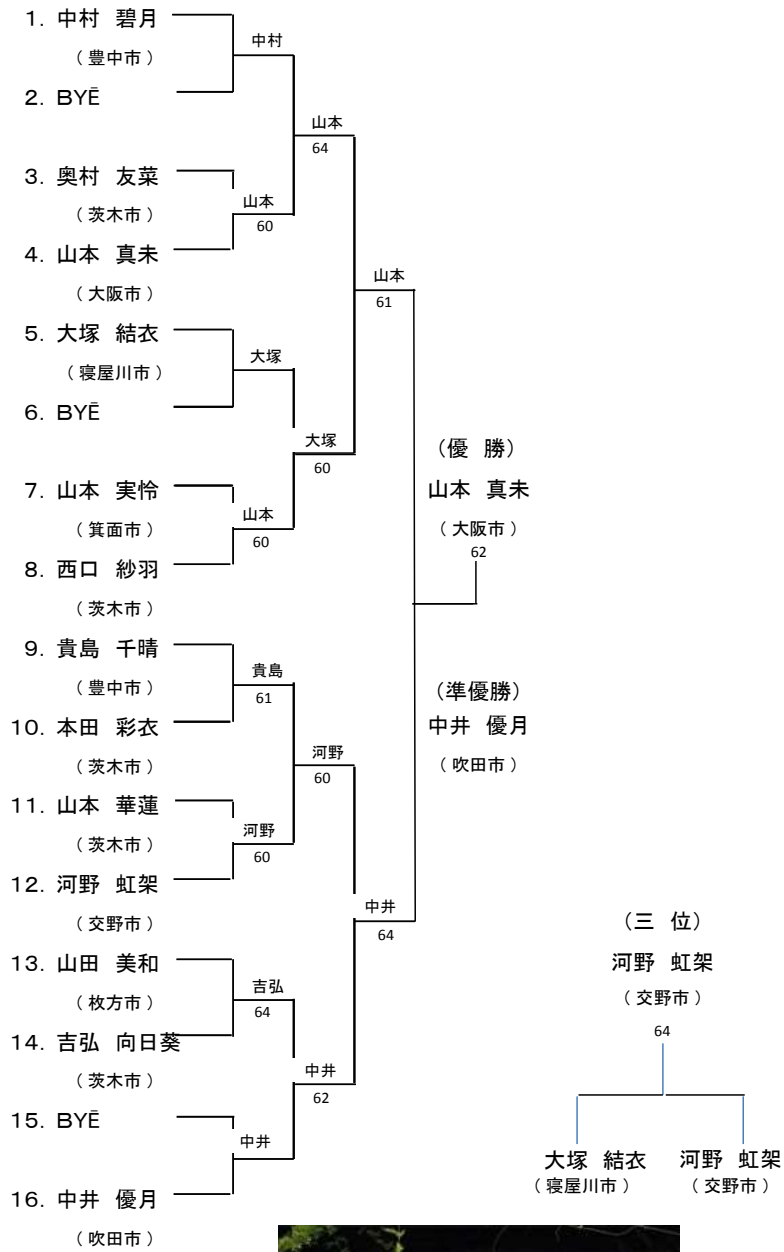 1. 中村 碧月
中村
（ 豊中市 ）
2. BYE
山本
64
3. 奥村 友菜
山本
（ 茨木市 ）
60
4. 山本 真未
山本
（ 大阪市 ）
61
5. 大塚 結衣
大塚
（ 寝屋川市 ）
6. BYE
大塚
（優 勝）
60
7. 山本 実怜
山本 真未
山本
（ 箕面市 ）
（ 大阪市 ）
60
62
8. 西口 紗羽
（ 茨木市 ）
9. 貴島 千晴
貴島
（ 豊中市 ）
（準優勝）
61
10. 本田 彩衣
中井 優月
河野
（ 茨木市 ）
（ 吹田市 ）
60
11. 山本 華蓮
河野
（ 茨木市 ）
60
12. 河野 虹架
中井
（ 交野市 ）
（三 位）
64
13. 山田 美和
河野 虹架
吉弘
（ 枚方市 ）
（ 交野市 ）
64
14. 吉弘 向日葵
64
中井
（ 茨木市 ）
62
15. BYE
中井
大塚 結衣 河野 虹架
（ 寝屋川市 ） （ 交野市 ）
16. 中井 優月
（ 吹田市 ）